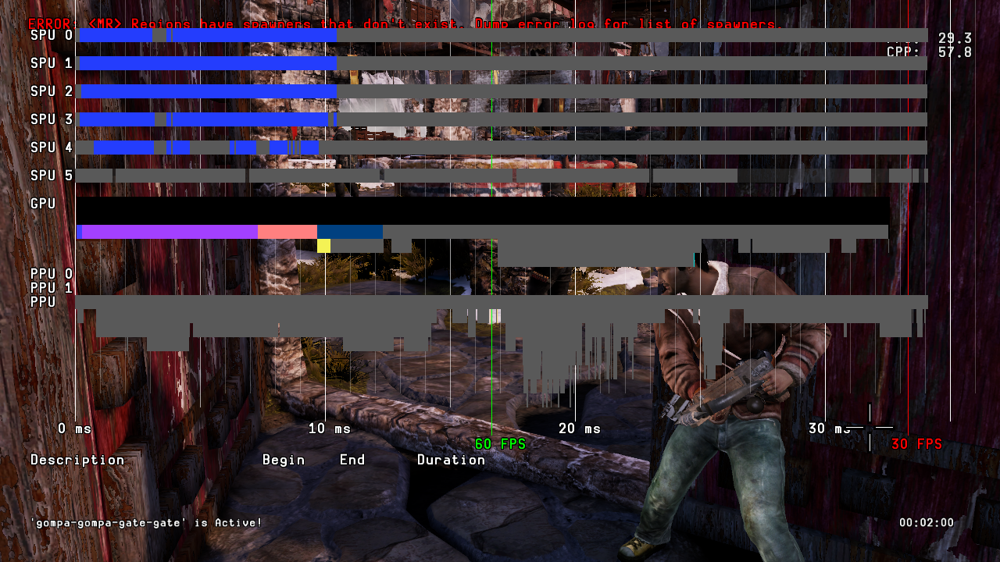 ERROR: <MR> Regions have spawners that don't exist. Dump error log for list of spawners.
SPU 0
29.3
CPP: 57.8
SPU 1
SPU 2
SPU 3
SPU 4
SPU 5
GPU
PPU 0
PPU 1
PPU
0 ms 10 ms 20 ms 30 ms
60 FPS 30 FPS
Description Begin End Duration
'gompa-gompa-gate-gate' is Active!
00:02:00